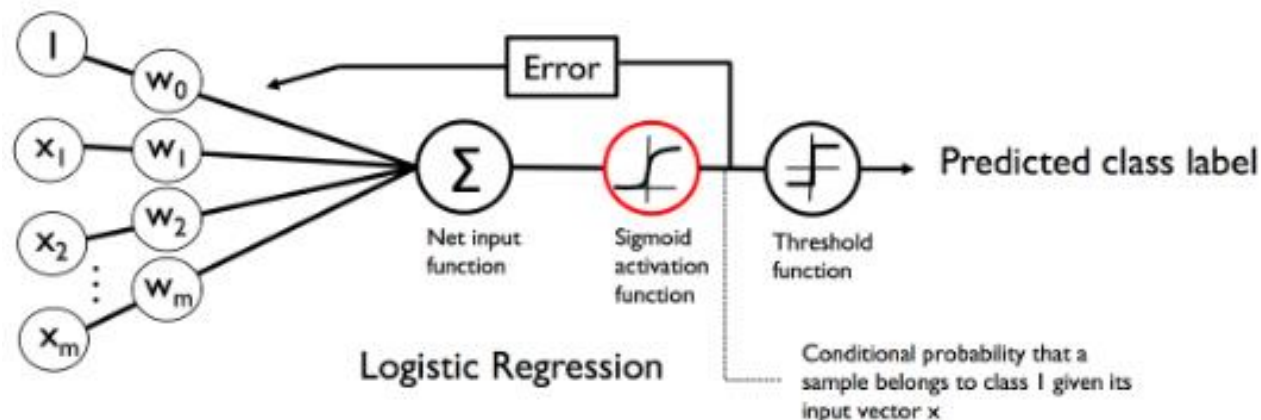 1
w0
Error
x1
w1
Σ
Predicted class label
x2
w2
Net input
function
Sigmoid
activation
function
Threshold
function
wm
xm
Logistic Regression
Conditional probability that a
sample belongs to class 1 given its
input vector x